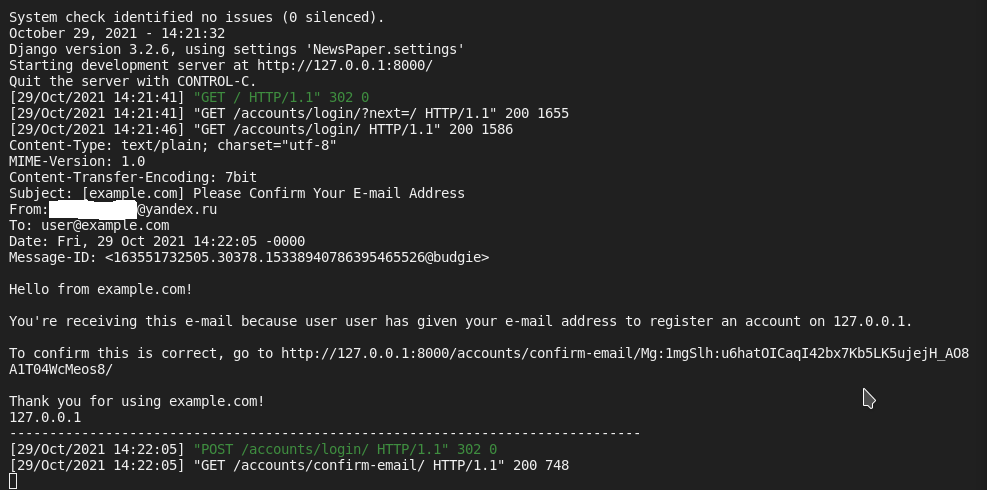 System check identified no issues (0 silenced).
October 29, 2021 - 14:21:32
Django version 3.2.6, using settings 'NewsPaper.settings'
Starting development server at http://127.0.0.1:8000/
Quit the server with CONTROL-C.
[29/Oct/2021 14:21:41] "GET / HTTP/1.1" 302 0
[29/Oct/2021 14:21:41] "GET /accounts/login/?next=/ HTTP/1.1" 200 1655
[29/Oct/2021 14:21:46] "GET /accounts/login/ HTTP/1.1" 200 1586
Content-Type: text/plain; charset="utf-8"
MIME-Version: 1.0
Content-Transfer-Encoding: 7bit
Subject: [example.com] Please Confirm Your E-mail Address
From: @yandex.ru
To: user@example.com
Date: Fri, 29 Oct 2021 14:22:05 -0000
Message-ID: <163551732505.30378.15338940786395465526@budgie>

Hello from example.com!

You're receiving this e-mail because user user has given your e-mail address to register an account on 127.0.0.1.

To confirm this is correct, go to http://127.0.0.1:8000/accounts/confirm-email/Mg:1mgSlh:u6hatOICaqI42bx7Kb5LK5ujejH_AO8
A1T04WcMeos8/

Thank you for using example.com!
127.0.0.1
-------------------------------------------------------------------------------
[29/Oct/2021 14:22:05] "POST /accounts/login/ HTTP/1.1" 302 0
[29/Oct/2021 14:22:05] "GET /accounts/confirm-email/ HTTP/1.1" 200 748